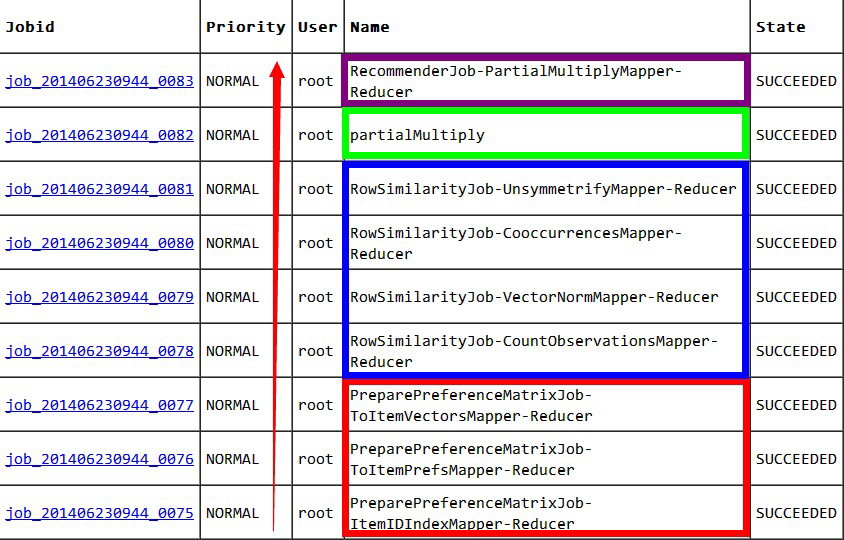 Jobid Priority User Name State
job_201406230944_0083 NORMAL root RecommenderJob-PartialMultiplyMapper-
Reducer SUCCEEDED
job_201406230944_0082 NORMAL root partialMultiply SUCCEEDED
job_201406230944_0081 NORMAL root RowSimilarityJob-UnsymmetrifyMapper-Reducer SUCCEEDED
job_201406230944_0080 NORMAL root RowSimilarityJob-CooccurrencesMapper-
Reducer SUCCEEDED
job_201406230944_0079 NORMAL root RowSimilarityJob-VectorNormMapper-Reducer SUCCEEDED
job_201406230944_0078 NORMAL root RowSimilarityJob-CountObservationsMapper-
Reducer SUCCEEDED
job_201406230944_0077 NORMAL root PreparePreferenceMatrixJob-
ToItemVectorsMapper-Reducer SUCCEEDED
job_201406230944_0076 NORMAL root PreparePreferenceMatrixJob-
ToItemPrefsMapper-Reducer SUCCEEDED
job_201406230944_0075 NORMAL root PreparePreferenceMatrixJob-
ItemIDIndexMapper-Reducer SUCCEEDED